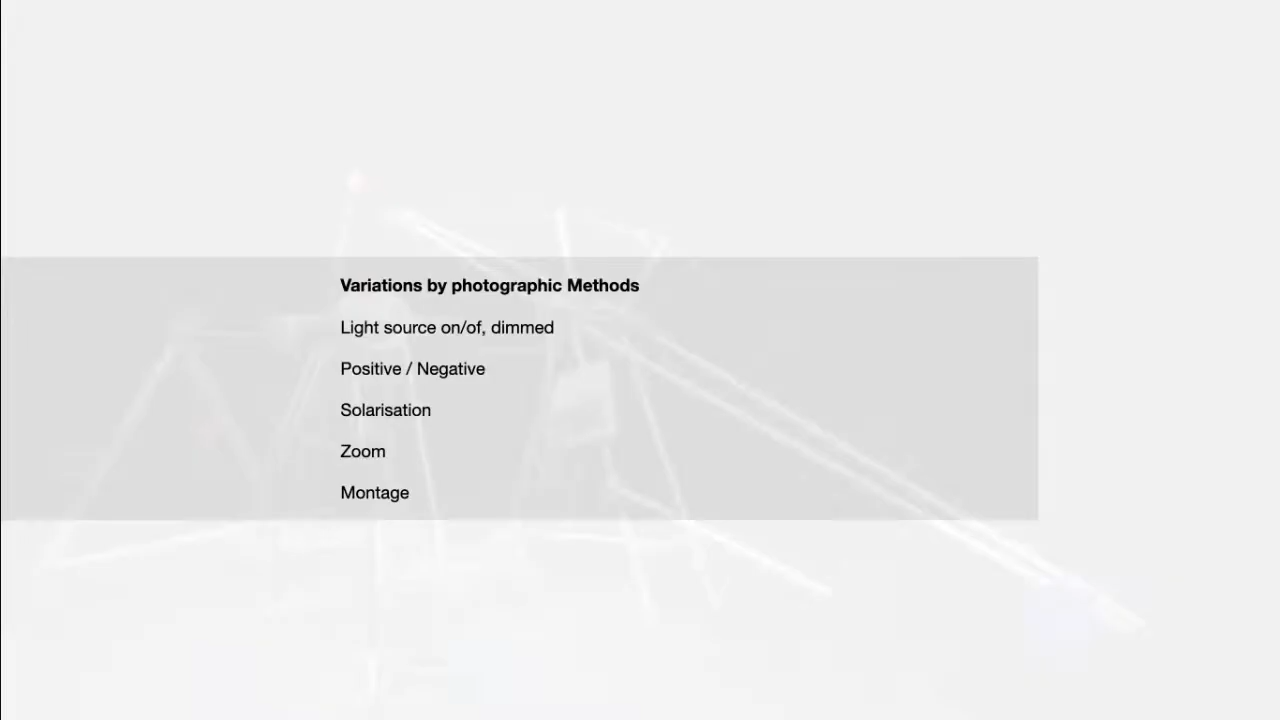 Variations by photographic Methods
Light source on/of, dimmed
Positive / Negative
Solarisation
Zoom
Montage